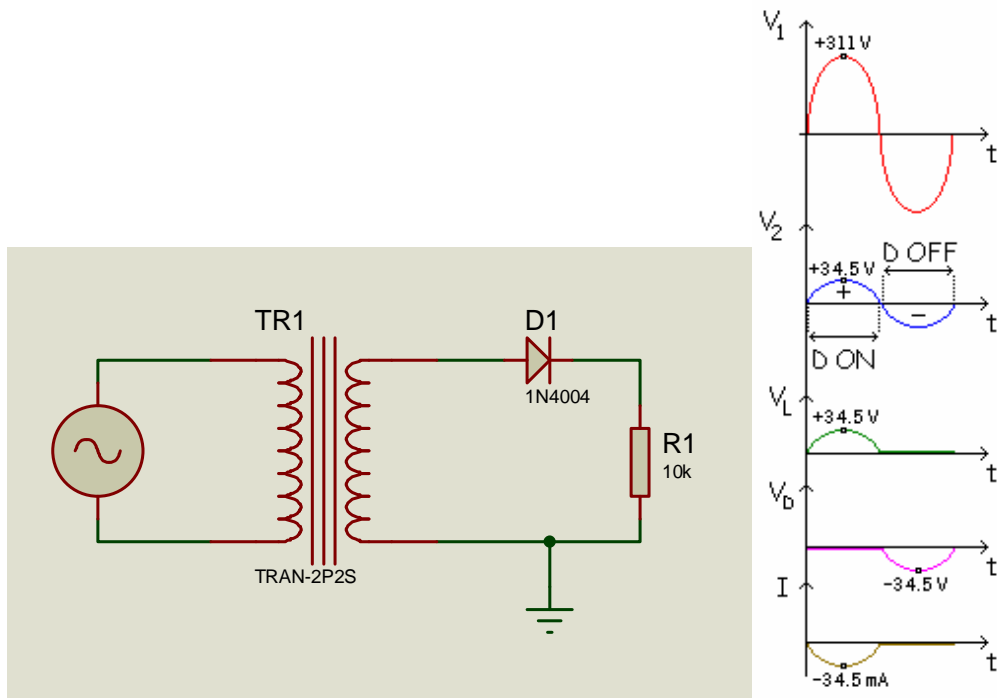 TR1
TRAN-2P2S
D1
1N4004
R1
10k
V1
+311 V
t
V2
+34.5 V
D OFF
+
−
t
D ON
VL
+34.5 V
t
VD
-34.5 V
t
I
-34.5 mA
t